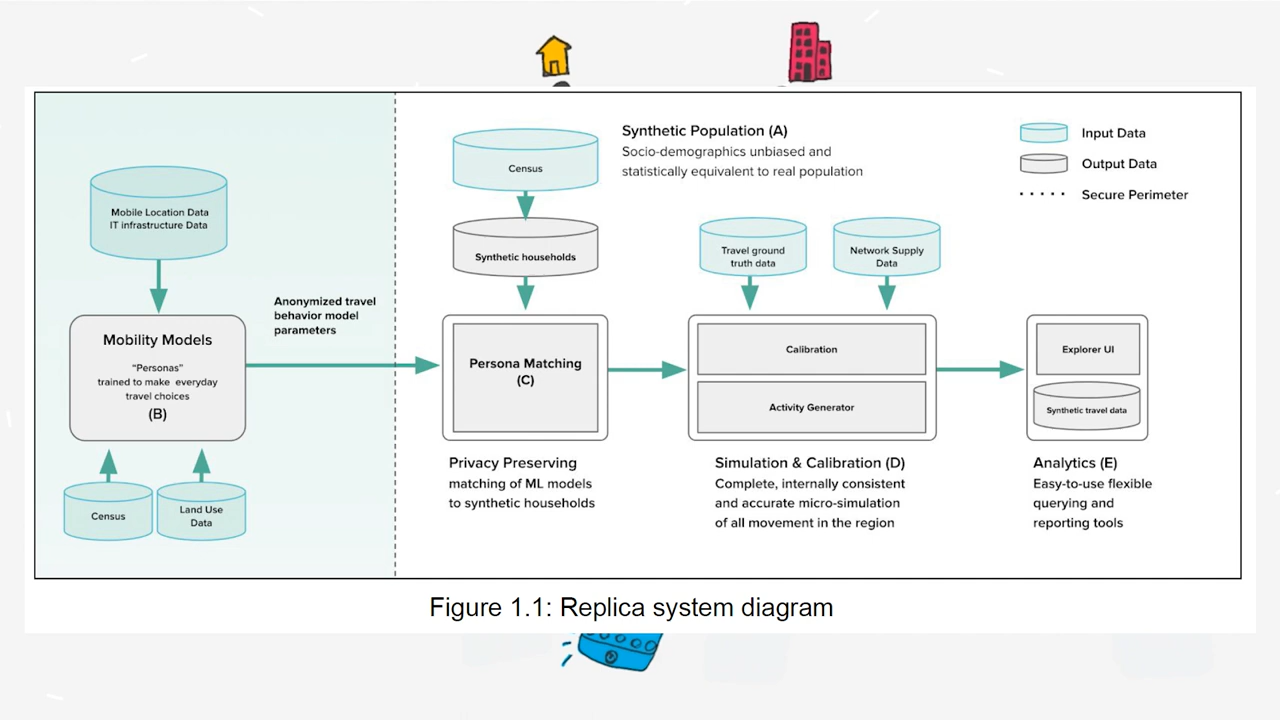 Mobile Location Data
IT infrastructure Data
Mobility Models
“Personas”
trained to make everyday
travel choices
(B)
Census
Land Use
Data
Anonymized travel
behavior model
parameters
Census
Synthetic Population (A)
Socio-demographics unbiased and
statistically equivalent to real population
Synthetic households
Persona Matching
(C)
Privacy Preserving
matching of ML models
to synthetic households
Travel ground
truth data
Network Supply
Data
Calibration
Activity Generator
Simulation & Calibration (D)
Complete, internally consistent
and accurate micro-simulation
of all movement in the region
Input Data
Output Data
Secure Perimeter
Explorer UI
Synthetic travel data
Analytics (E)
Easy-to-use flexible
querying and
reporting tools
Figure 1.1: Replica system diagram